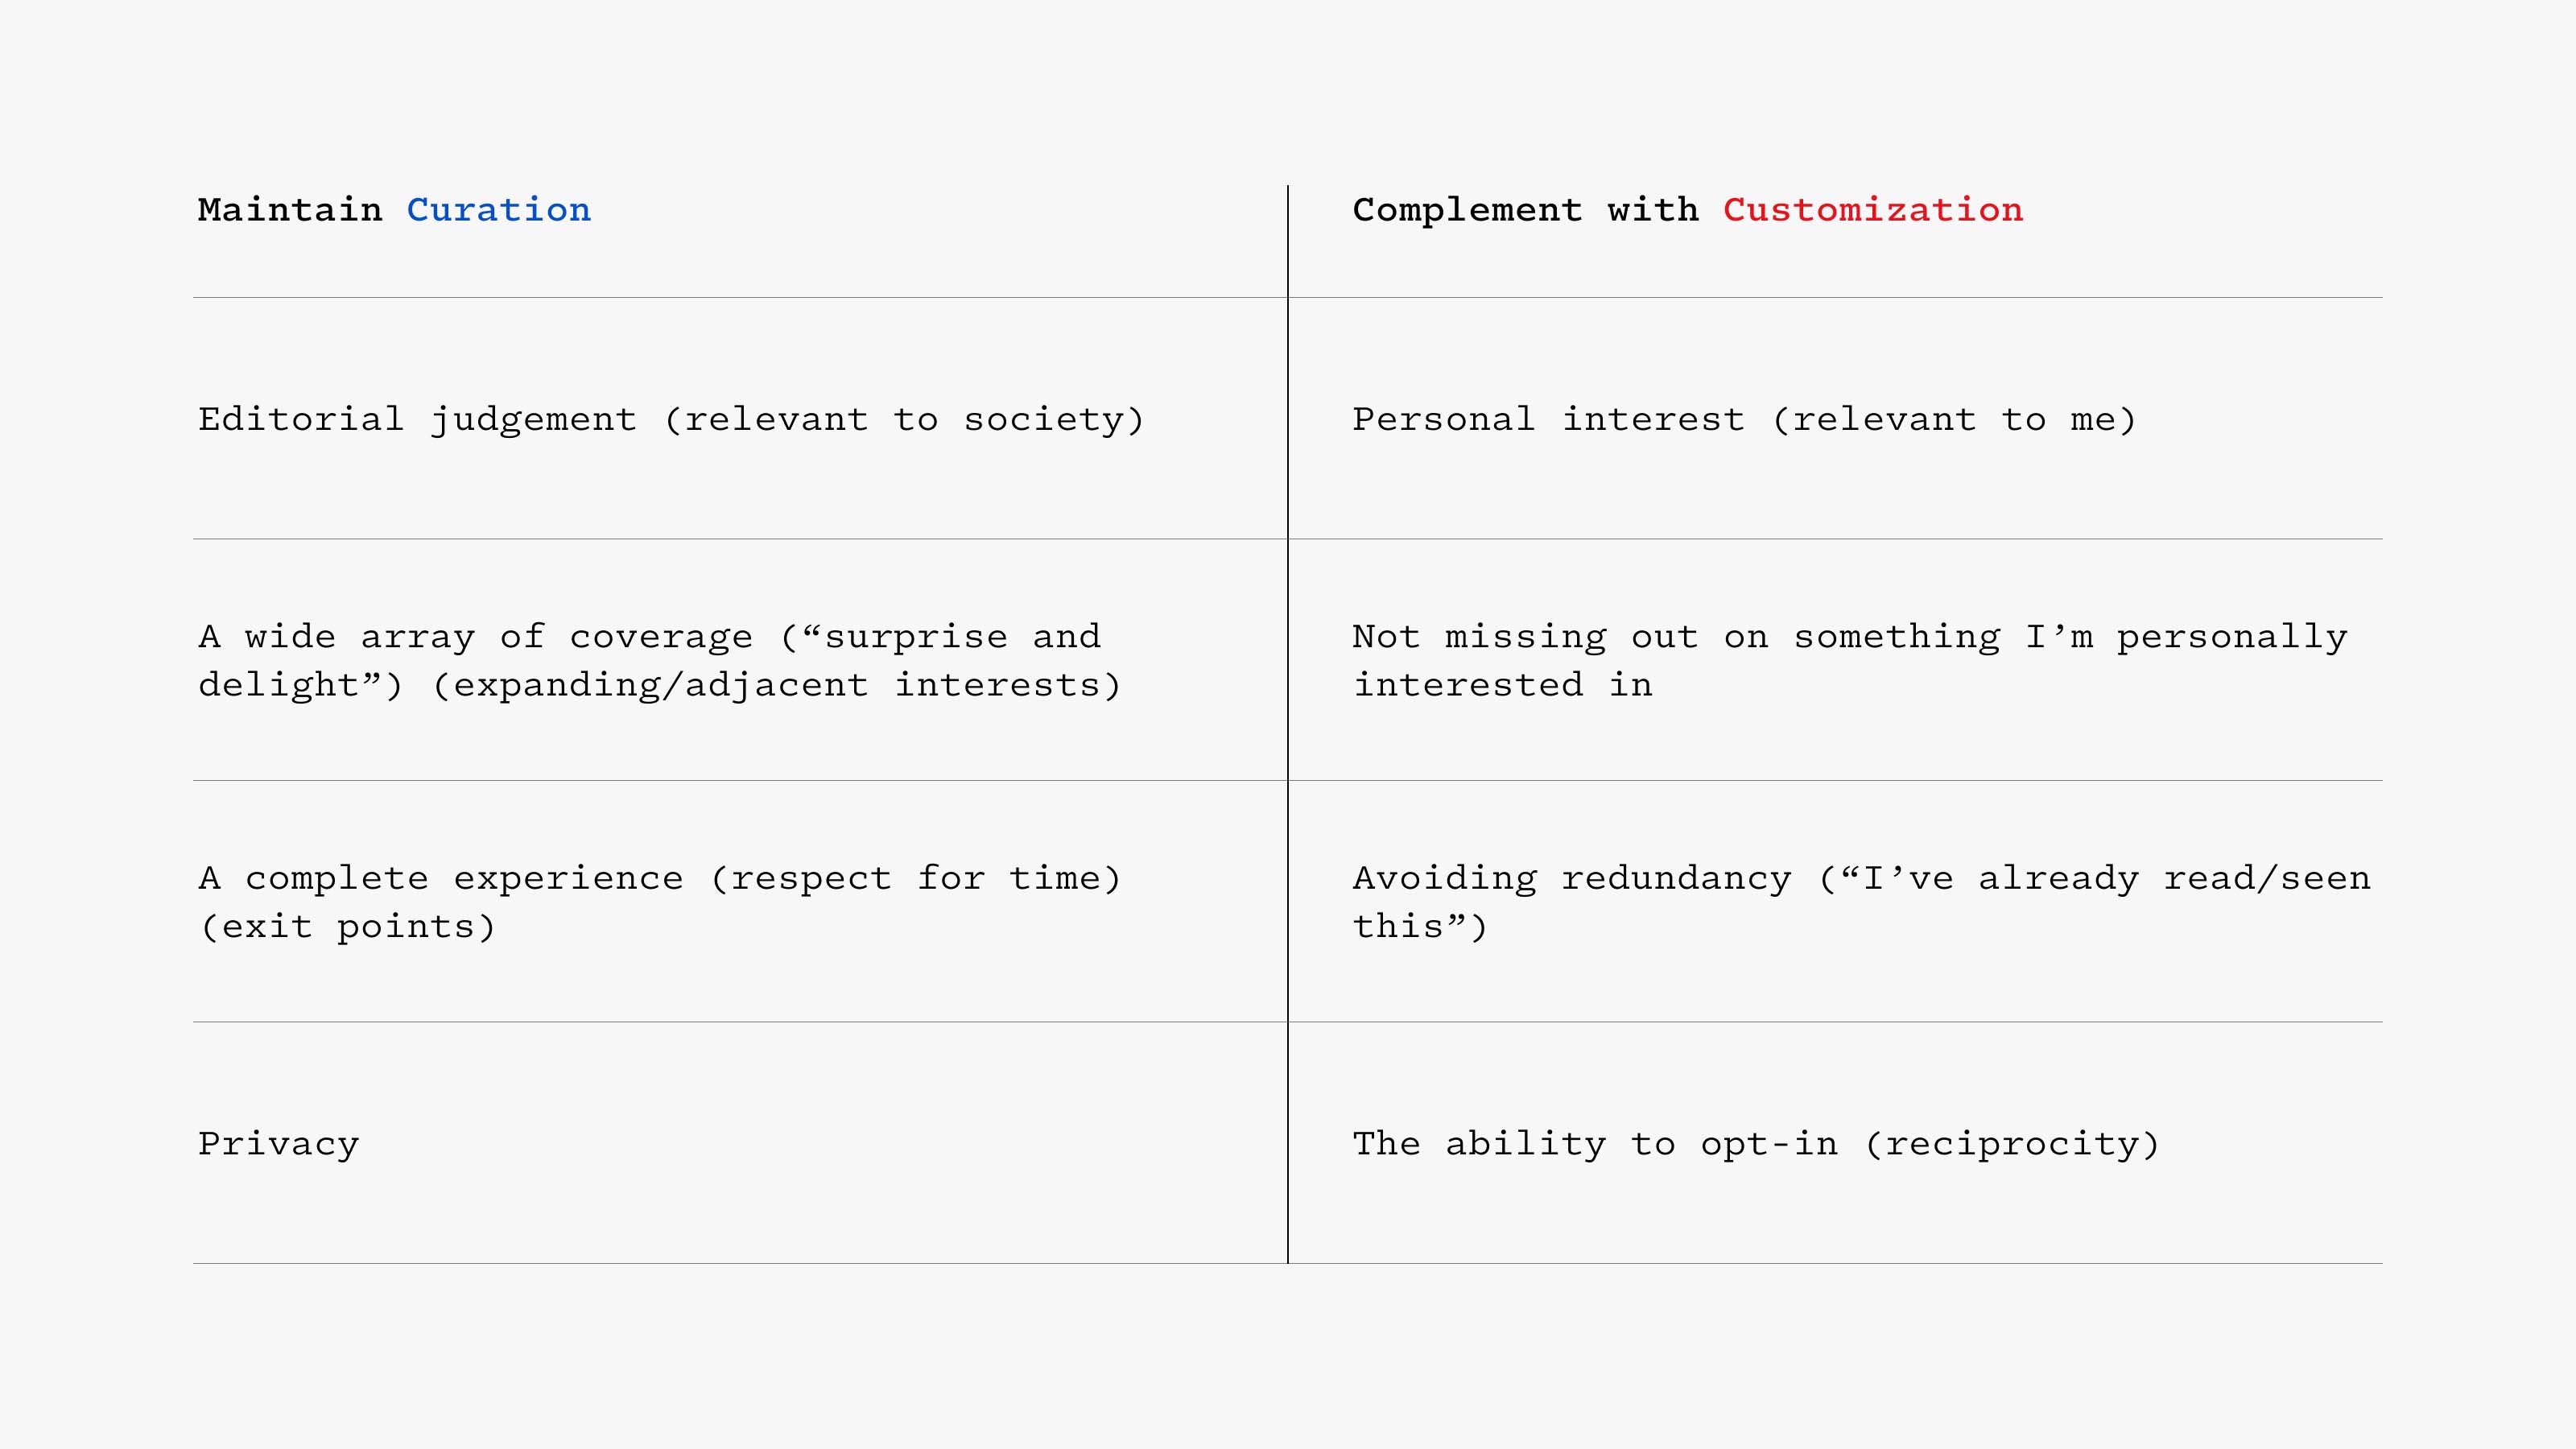 Maintain Curation
Complement with Customization
Editorial judgement (relevant to society)
Personal interest (relevant to me)
A wide array of coverage (“surprise and
delight”) (expanding/adjacent interests)
Not missing out on something I’m personally
interested in
A complete experience (respect for time)
(exit points)
Avoiding redundancy (“I’ve already read/seen
this”)
Privacy
The ability to opt-in (reciprocity)